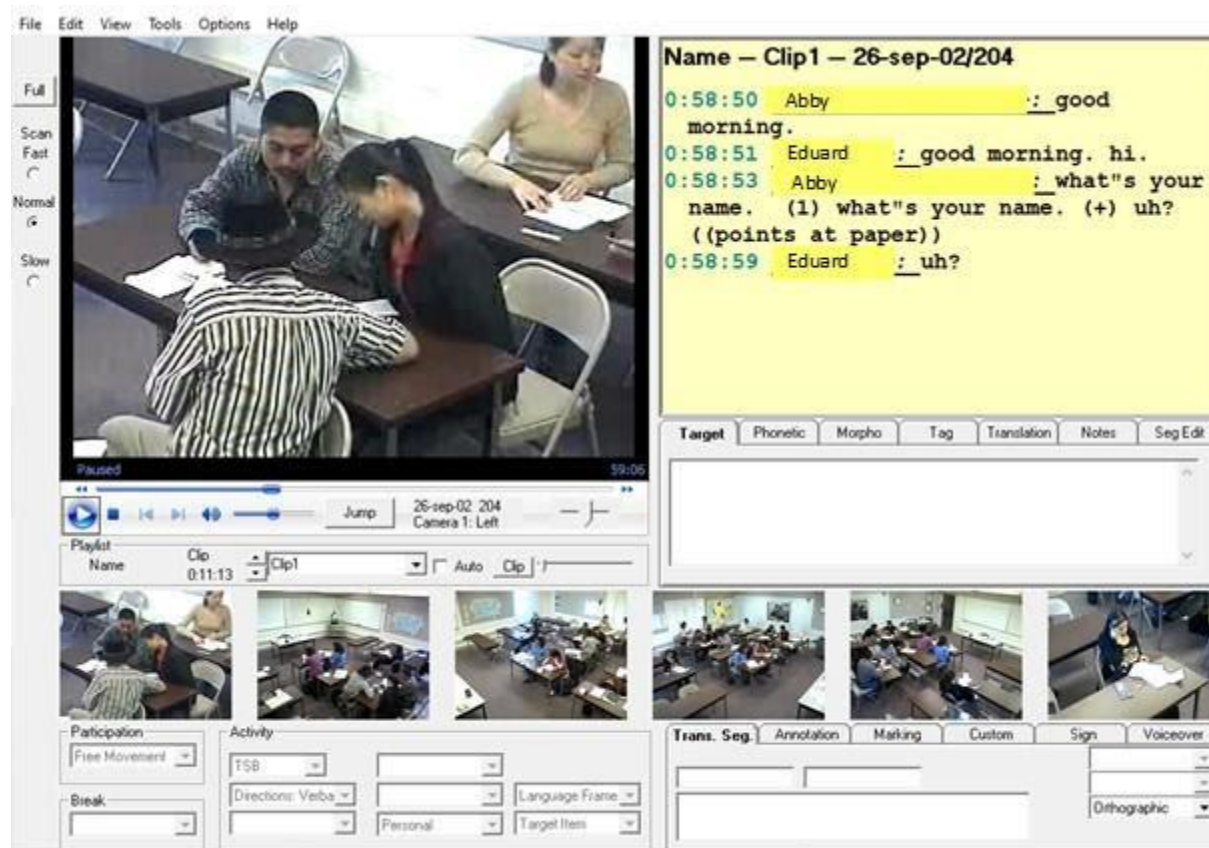 File Edit View Tools Options Help
Full
Scan
Fast
Normal
Slow
Paused 59:06
Jump
26-sep-02 204
Camera 1: Left
Playlist
Name
Clip
0:11:13
Clip1
Auto
Clip
Name — Clip1 — 26-sep-02/204
0:58:50 Abby : good
morning.
0:58:51 Eduard : good morning. hi.
0:58:53 Abby : what"s your
name. (1) what"s your name. (+) uh?
((points at paper))
0:58:59 Eduard : uh?
Target Phonetic Morpho Tag Translation Notes Seg Edit
Participation
Free Movement
Break
Activity
TSB
Directions: Verba
Language Frame
Personal
Target Item
Trans. Seg. Annotation Marking Custom Sign Voiceover
Orthographic